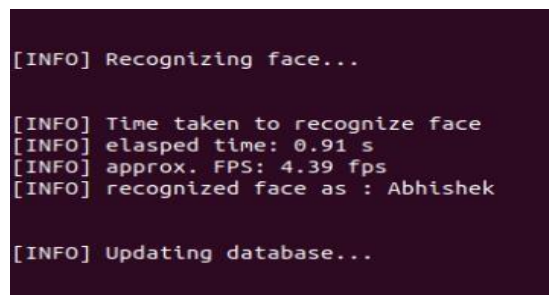 [INFO] Recognizing face...
[INFO] Time taken to recognize face
[INFO] elasped time: 0.91 s
[INFO] approx. FPS: 4.39 fps
[INFO] recognized face as : Abhishek
[INFO] Updating database...